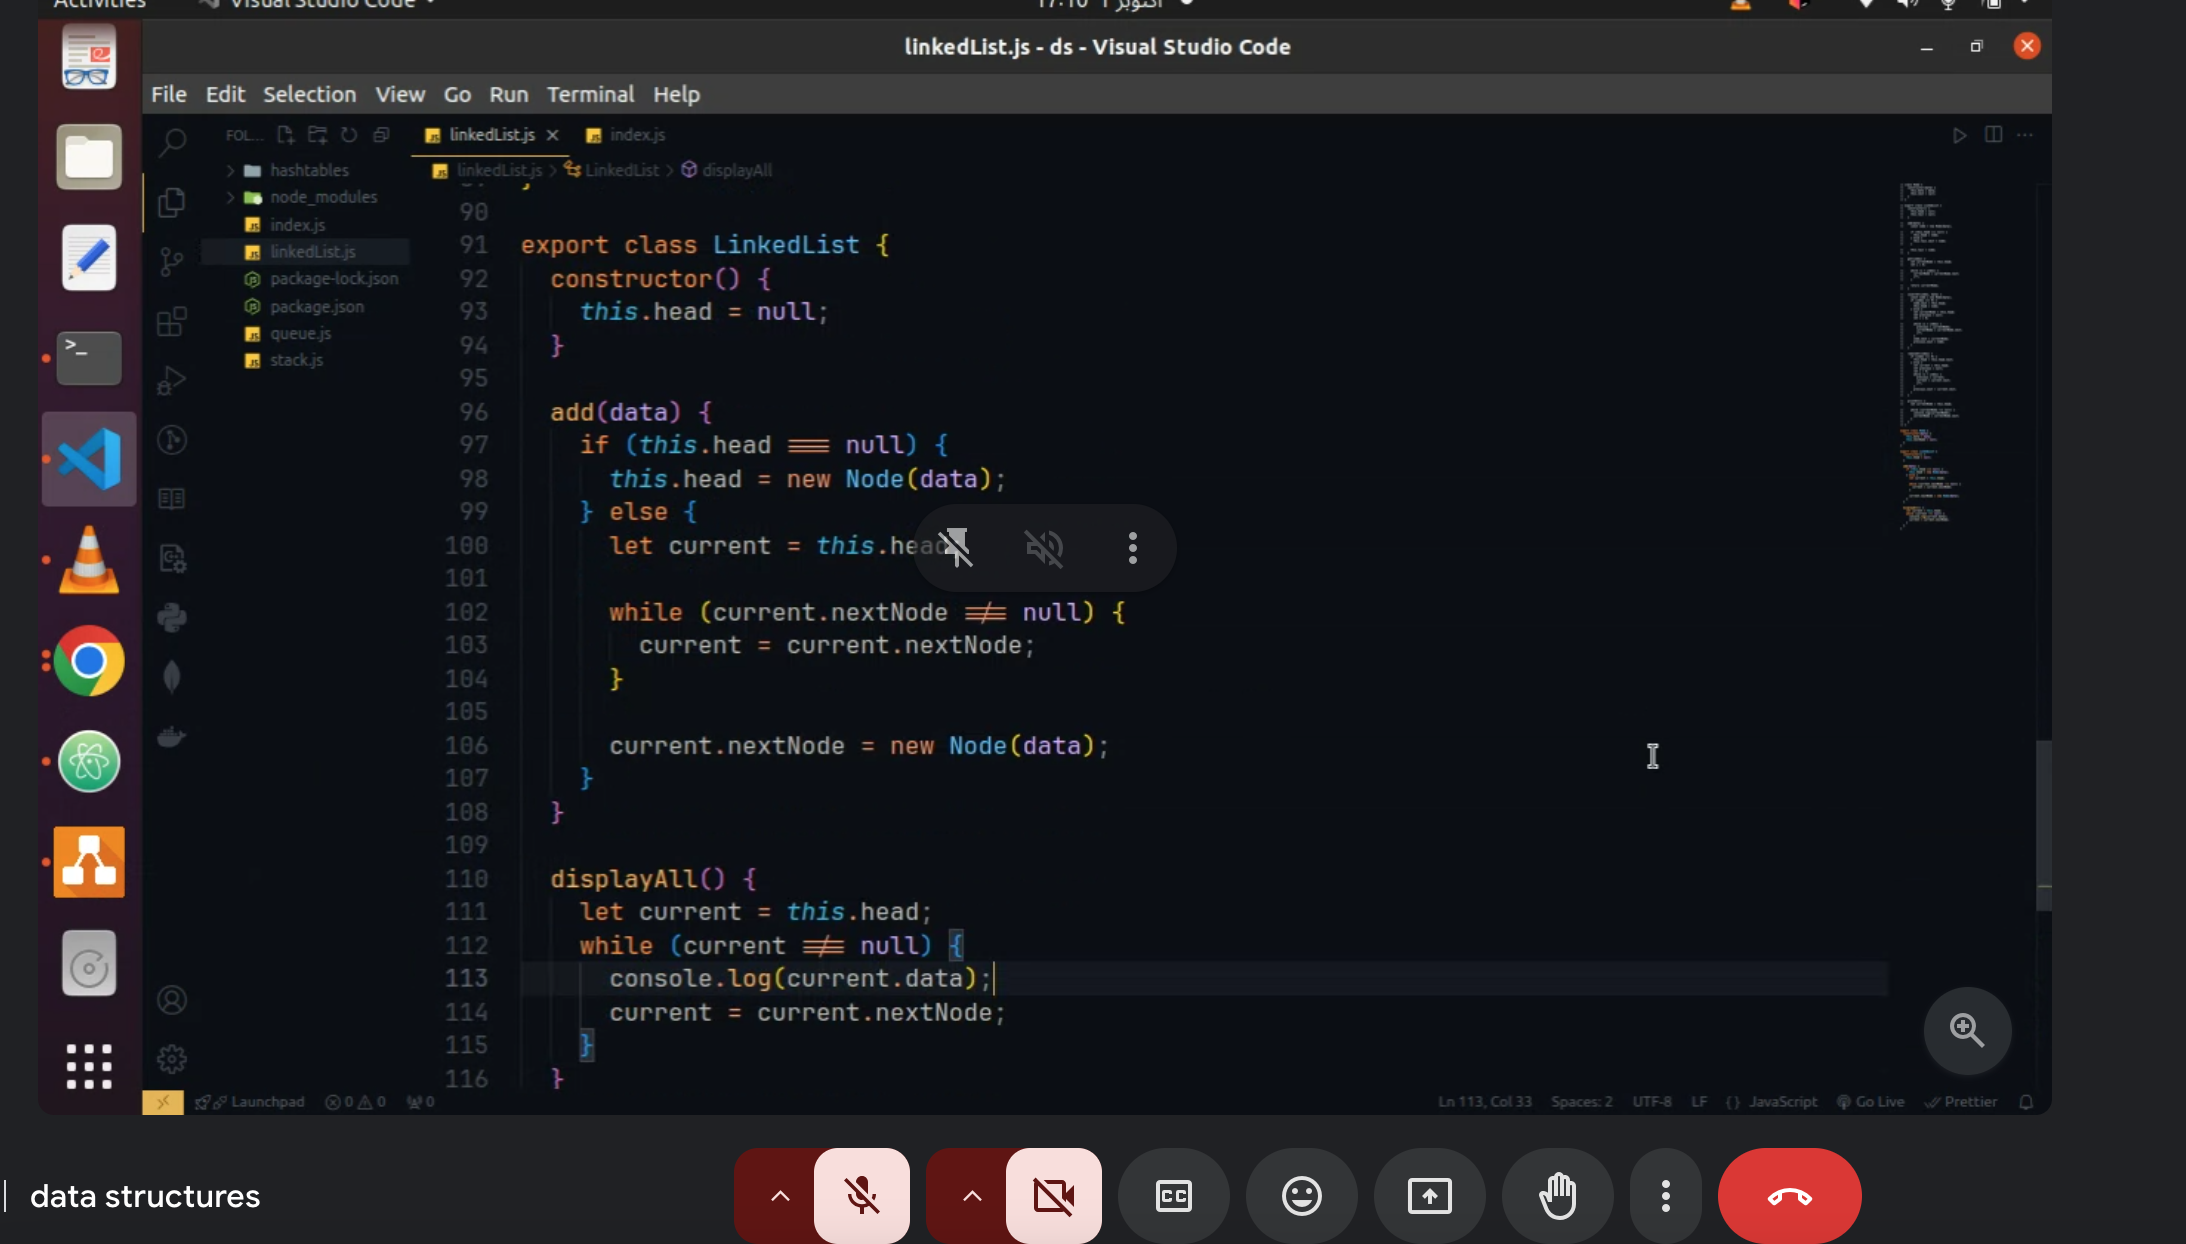 Activities
Visual Studio Code
17:10 1 أكتوبر
linkedList.js - ds - Visual Studio Code
File Edit Selection View Go Run Terminal Help
FOL...
linkedList.js
index.js
linkedList.js > LinkedList > displayAll
hashtables
node_modules
index.js
linkedList.js
package-lock.json
package.json
queue.js
stack.js
90
91 export class LinkedList {
92 constructor() {
93 this.head = null;
94 }
95
96 add(data) {
97 if (this.head === null) {
98 this.head = new Node(data);
99 } else {
100 let current = this.head
101
102 while (current.nextNode !== null) {
103 current = current.nextNode;
104 }
105
106 current.nextNode = new Node(data);
107 }
108 }
109
110 displayAll() {
111 let current = this.head;
112 while (current !== null) {
113 console.log(current.data);
114 current = current.nextNode;
115 }
116 }
Launchpad 0 0 0
Ln 113, Col 33 Spaces: 2 UTF-8 LF {} JavaScript Go Live Prettier
data structures
CC